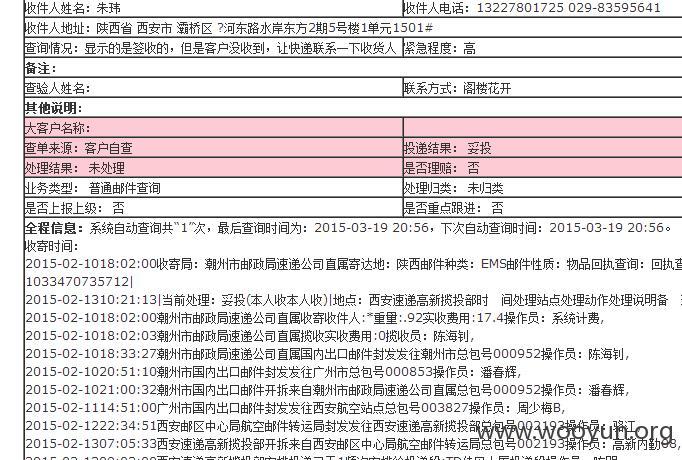 收件人姓名：朱玮 收件人电话：13227801725 029-83595641
收件人地址：陕西省 西安市 灞桥区 ?河东路水岸东方2期5号楼1单元1501#
查询情况：显示的是签收的，但是客户没收到，让快递联系一下收货人 紧急程度：高
备注：
查验人姓名： 联系方式：阁楼花开
其他说明：
大客户名称：
查单来源：客户自查 投递结果： 妥投
处理结果： 未处理 是否理赔： 否
业务类型： 普通邮件查询 处理归类： 未归类
是否上报上级： 否 是否重点跟进： 否
全程信息：系统自动查询共“1”次，最后查询时间为：2015-03-19 20:56，下次自动查询时间：2015-03-19 20:56。
收寄时间：
2015-02-1018:02:00收寄局：潮州市邮政局速递公司直属寄达地：陕西邮件种类：EMS邮件性质：物品回执查询：回执查
1033470735712|
2015-02-1310:21:13|当前处理：妥投(本人收本人收)|地点：西安速递高新揽投部时 间处理站点处理动作处理说明备
2015-02-1018:02:00潮州市邮政局速递公司直属收寄收件人:*重量:.92实收费用:17.4操作员：系统计费,
2015-02-1018:02:03潮州市邮政局速递公司直属揽收实收费用:0揽收员：陈海钊,
2015-02-1018:33:27潮州市邮政局速递公司直属国内出口邮件封发发往潮州市总包号000952操作员：陈海钊,
2015-02-1020:51:10潮州市国内出口邮件封发发往广州市总包号000853操作员：潘春辉,
2015-02-1021:00:32潮州市国内出口邮件开拆来自潮州市邮政局速递公司直属总包号000952操作员：潘春辉,
2015-02-1114:51:00广州市国内出口邮件封发发往西安航空站点总包号003827操作员：周少梅B,
2015-02-1222:34:51西安邮区中心局航空邮件转运局封发发往西安速递高新揽投部总包号002193操作员：
2015-02-1307:05:33西安速递高新揽投部开拆来自西安邮区中心局航空邮件转运局总包号002193操作员：高新内勤08,
www.wooyun.org